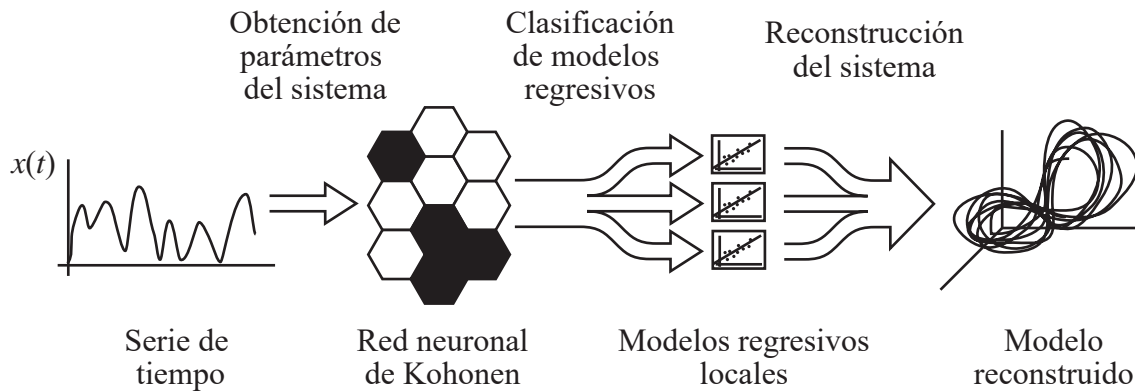 Obtención de
parámetros
del sistema
Clasificación
de modelos
regresivos
Reconstrucción
del sistema
x(t)
Serie de
tiempo
Red neuronal
de Kohonen
Modelos regresivos
locales
Modelo
reconstruido